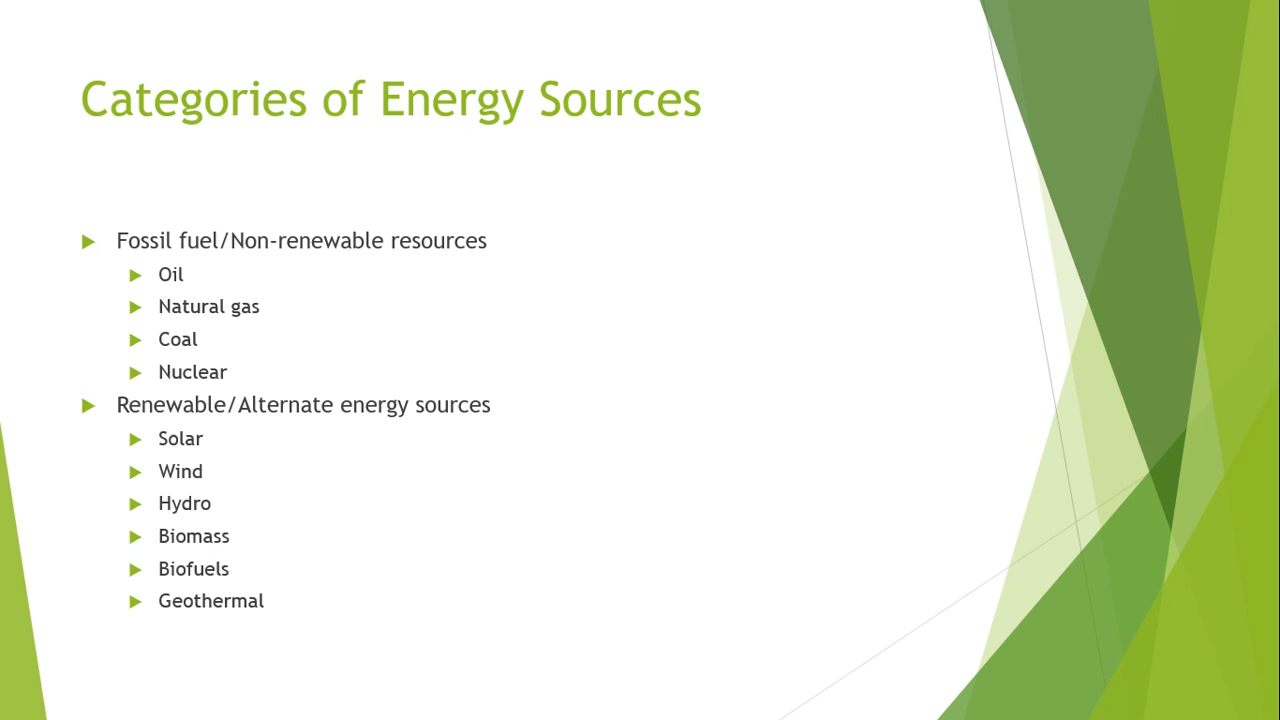 Categories of Energy Sources
Fossil fuel/Non-renewable resources
Oil
Natural gas
Coal
Nuclear
Renewable/Alternate energy sources
Solar
Wind
Hydro
Biomass
Biofuels
Geothermal